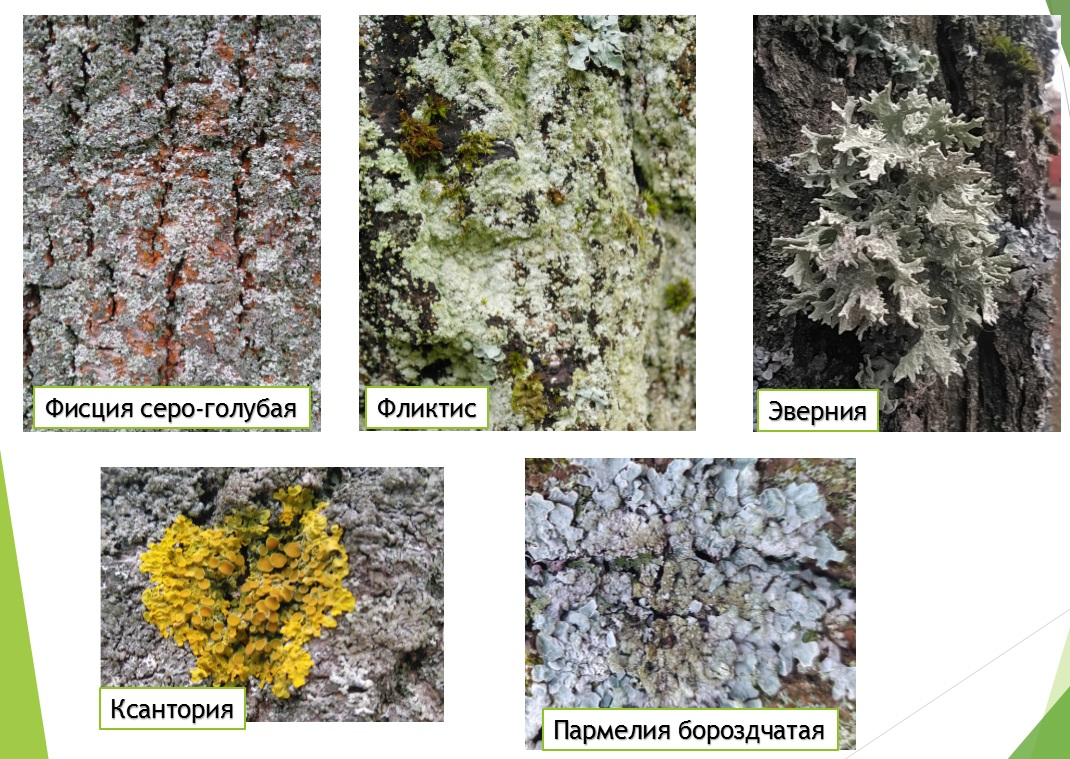 Фисция серо-голубая
Фликтис
Эверния
Ксантория
Пармелия бороздчатая